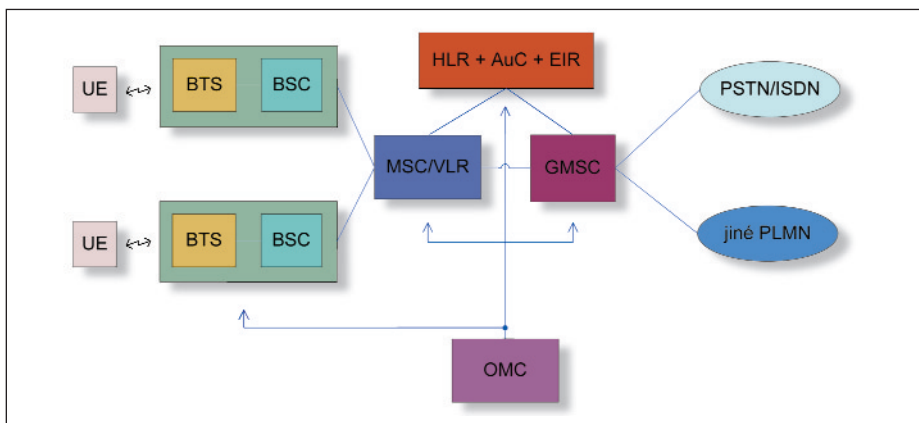 HLR + AuC + EIR
UE
BTS
BSC
PSTN/ISDN
MSC/VLR
GMSC
UE
BTS
BSC
jiné PLMN
OMC